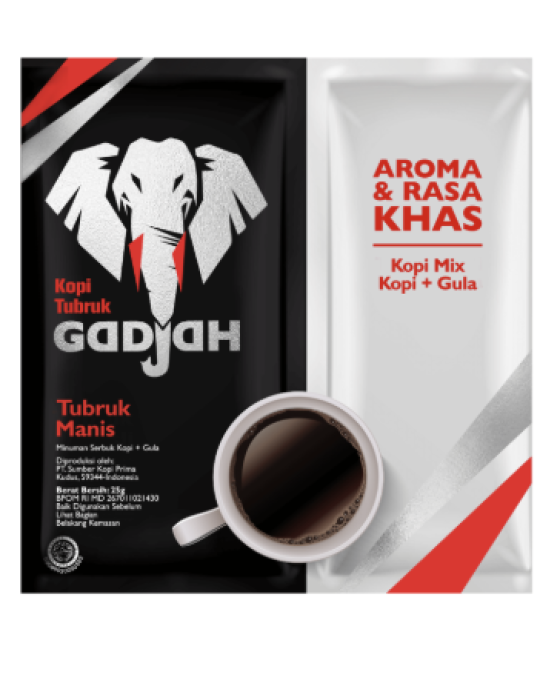 Kopi
Tubruk
GADJAH
Tubruk
Manis
Minuman Serbuk Kopi + Gula
Diproduksi oleh:
PT. Sumber Kopi Prima
Kudus, 59344-Indonesia
Berat Bersih: 25g
BPOM RI MD 267011021430
Baik Digunakan Sebelum
Lihat Bagian
Belakang Kemasan
AROMA
& RASA
KHAS
Kopi Mix
Kopi + Gula